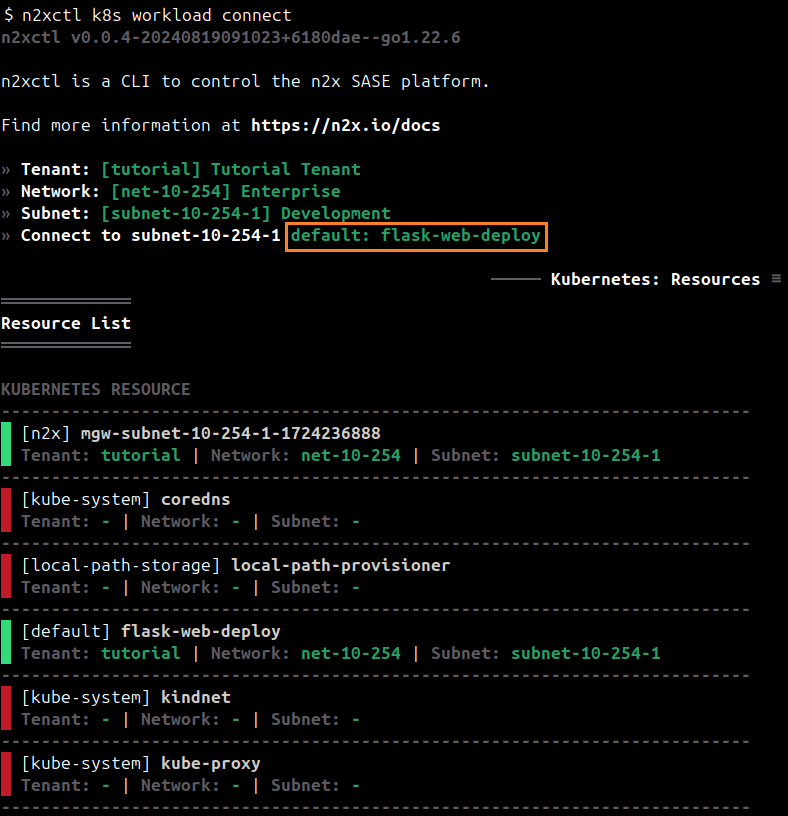 $ n2xctl k8s workload connect
n2xctl v0.0.4-20240819091023+6180dae--go1.22.6
n2xctl is a CLI to control the n2x SASE platform.
Find more information at https://n2x.io/docs
» Tenant: [tutorial] Tutorial Tenant
» Network: [net-10-254] Enterprise
» Subnet: [subnet-10-254-1] Development
» Connect to subnet-10-254-1 default: flask-web-deploy
───── Kubernetes: Resources ≡
Resource List
KUBERNETES RESOURCE
---------------------------------------------------------------------------
[n2x] mgw-subnet-10-254-1-1724236888
Tenant: tutorial | Network: net-10-254 | Subnet: subnet-10-254-1
---------------------------------------------------------------------------
[kube-system] coredns
Tenant: - | Network: - | Subnet: -
---------------------------------------------------------------------------
[local-path-storage] local-path-provisioner
Tenant: - | Network: - | Subnet: -
---------------------------------------------------------------------------
[default] flask-web-deploy
Tenant: tutorial | Network: net-10-254 | Subnet: subnet-10-254-1
---------------------------------------------------------------------------
[kube-system] kindnet
Tenant: - | Network: - | Subnet: -
---------------------------------------------------------------------------
[kube-system] kube-proxy
Tenant: - | Network: - | Subnet: -
---------------------------------------------------------------------------